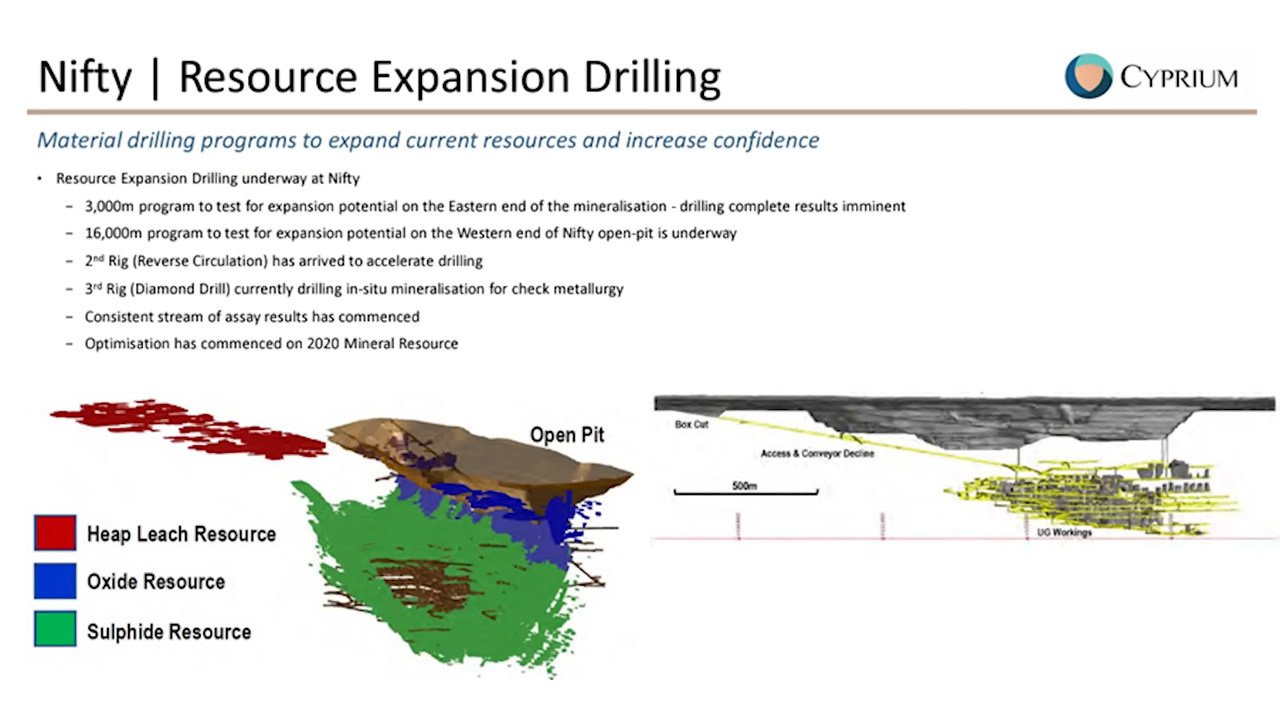 Nifty | Resource Expansion Drilling
CYPRIUM
Material drilling programs to expand current resources and increase confidence
• Resource Expansion Drilling underway at Nifty
– 3,000m program to test for expansion potential on the Eastern end of the mineralisation - drilling complete results imminent
– 16,000m program to test for expansion potential on the Western end of Nifty open-pit is underway
– 2nd Rig (Reverse Circulation) has arrived to accelerate drilling
– 3rd Rig (Diamond Drill) currently drilling in-situ mineralisation for check metallurgy
– Consistent stream of assay results has commenced
– Optimisation has commenced on 2020 Mineral Resource
Open Pit
Heap Leach Resource
Oxide Resource
Sulphide Resource
Box Cut
Access & Conveyor Decline
500m
UG Workings